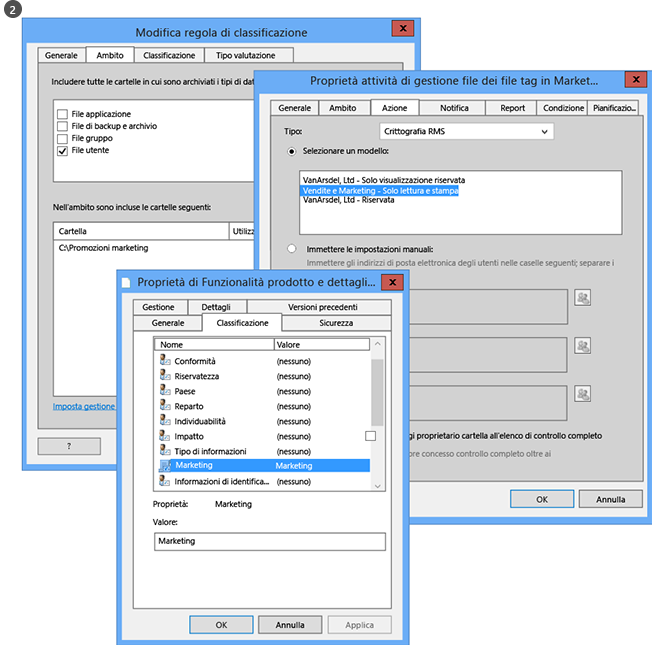 2
Modifica regola di classificazione
x
Generale Ambito Classificazione Tipo valutazione
Includere tutte le cartelle in cui sono archiviati i tipi di dat
File applicazione
File di backup e archivio
File gruppo
File utente
Nell'ambito sono incluse le cartelle seguenti:
Cartella Utiliz
C:\Promozioni marketing
Imposta gestione
?
Proprietà attività di gestione file dei file tag in Market...
x
Generale Ambito Azione Notifica Report Condizione Pianificazio...
Tipo: Crittografia RMS
Selezionare un modello:
VanArsdel, Ltd - Solo visualizzazione riservata
Vendite e Marketing - Solo lettura e stampa
VanArsdel, Ltd - Riservata
Immettere le impostazioni manuali:
Immettere gli indirizzi di posta elettronica degli utenti nelle caselle seguenti; separare i
gi proprietario cartella all'elenco di controllo completo
ore concesso controllo completo oltre ai
OK Annulla
Proprietà di Funzionalità prodotto e dettagli...
x
Gestione Dettagli Versioni precedenti
Generale Classificazione Sicurezza
Nome Valore
Conformità (nessuno)
Riservatezza (nessuno)
Paese (nessuno)
Reparto (nessuno)
Individuabilità (nessuno)
Impatto (nessuno)
Tipo di informazioni (nessuno)
Marketing Marketing
Informazioni di identifica... (nessuno)
Proprietà: Marketing
Valore:
Marketing
OK Annulla Applica